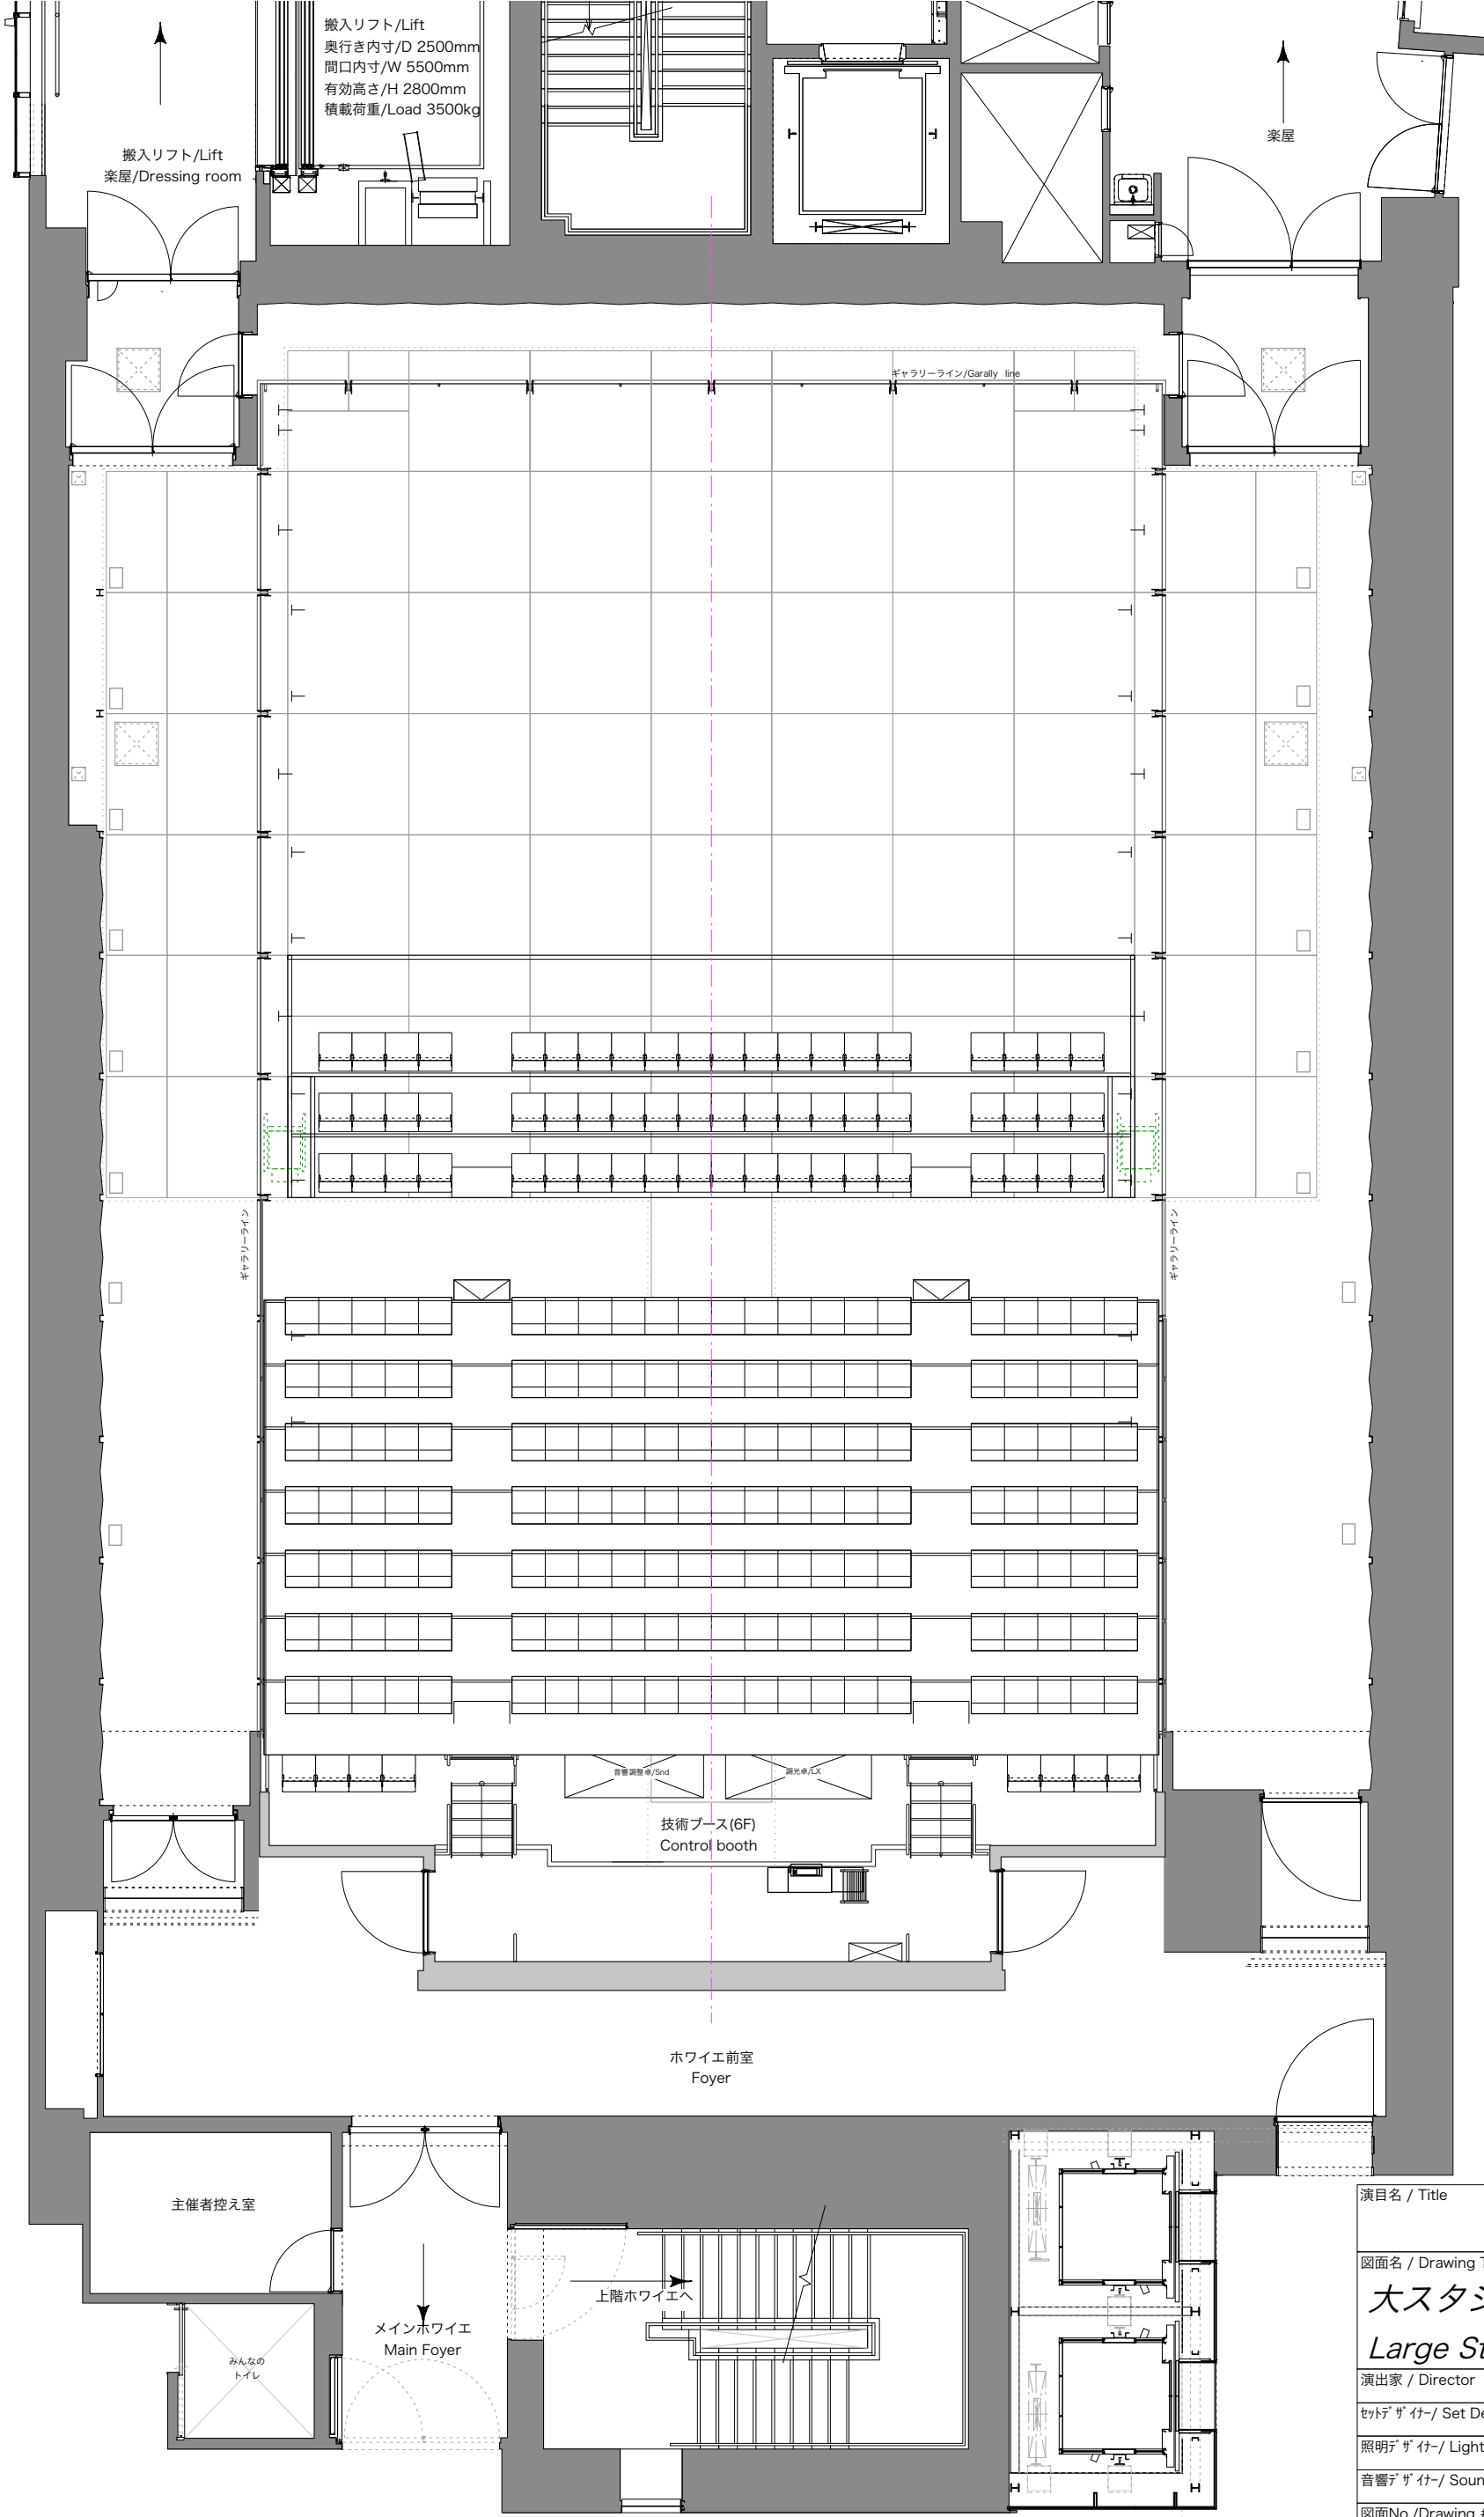 搬入リフト/Lift
奥行き内寸/D 2500mm
間口内寸/W 5500mm
有効高さ/H 2800mm
積載荷重/Load 3500kg
搬入リフト/Lift
楽屋/Dressing room
楽屋
ギャラリーライン/Garally line
ギャラリーライン
ギャラリーライン
音響調整卓/Snd
調光卓/LX
技術ブース(6F)
Control booth
ホワイエ前室
Foyer
主催者控え室
上階ホワイエへ
メインホワイエ
Main Foyer
みんなの
トイレ
演目名 / Title
図面名 / Drawing
大スタジ
Large St
演出家 / Director
ｾｯﾄﾃﾞｻﾞｲﾅｰ/ Set De
照明ﾃﾞｻﾞｲﾅｰ/ Light
音響ﾃﾞｻﾞｲﾅｰ/ Soun
図面No./Drawing